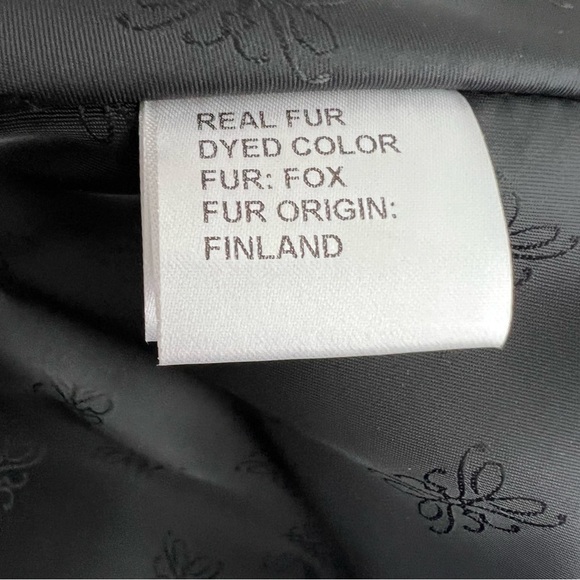 REAL FUR
DYED COLOR
FUR: FOX
FUR ORIGIN:
FINLAND